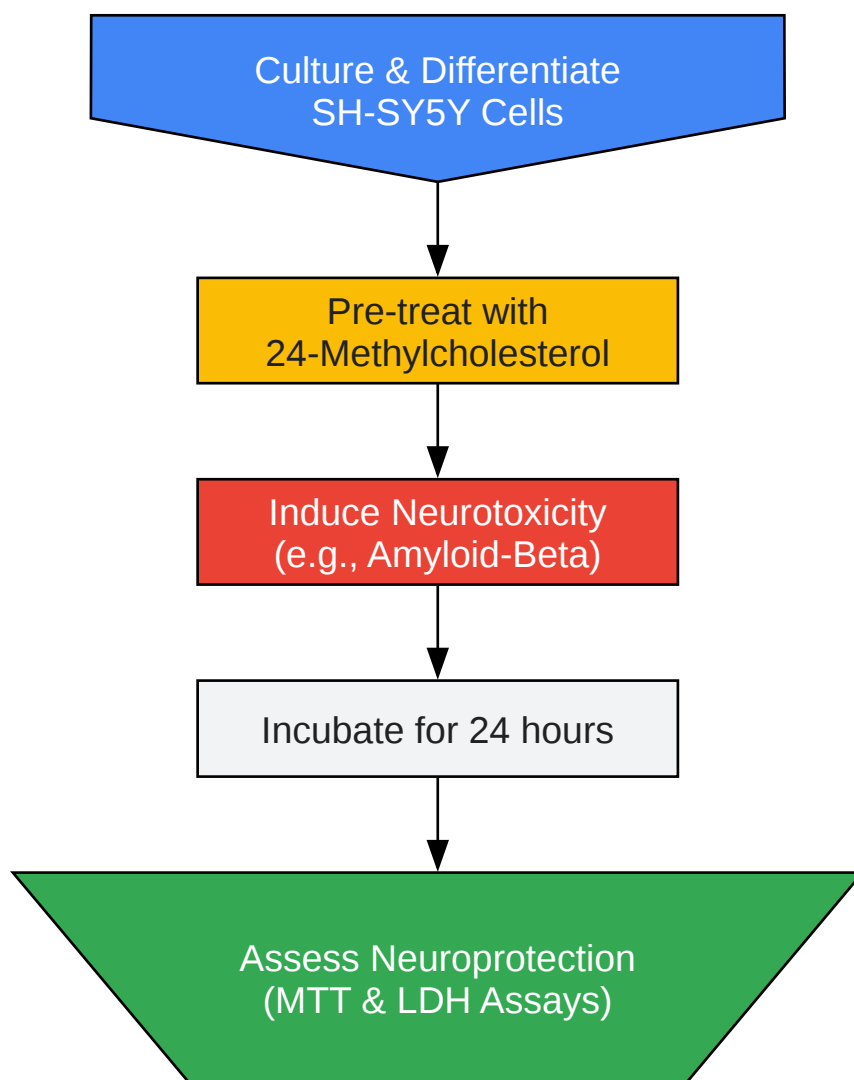 Culture & Differentiate
SH-SY5Y Cells
Pre-treat with
24-Methylcholesterol
Induce Neurotoxicity
(e.g., Amyloid-Beta)
Incubate for 24 hours
Assess Neuroprotection
(MTT & LDH Assays)